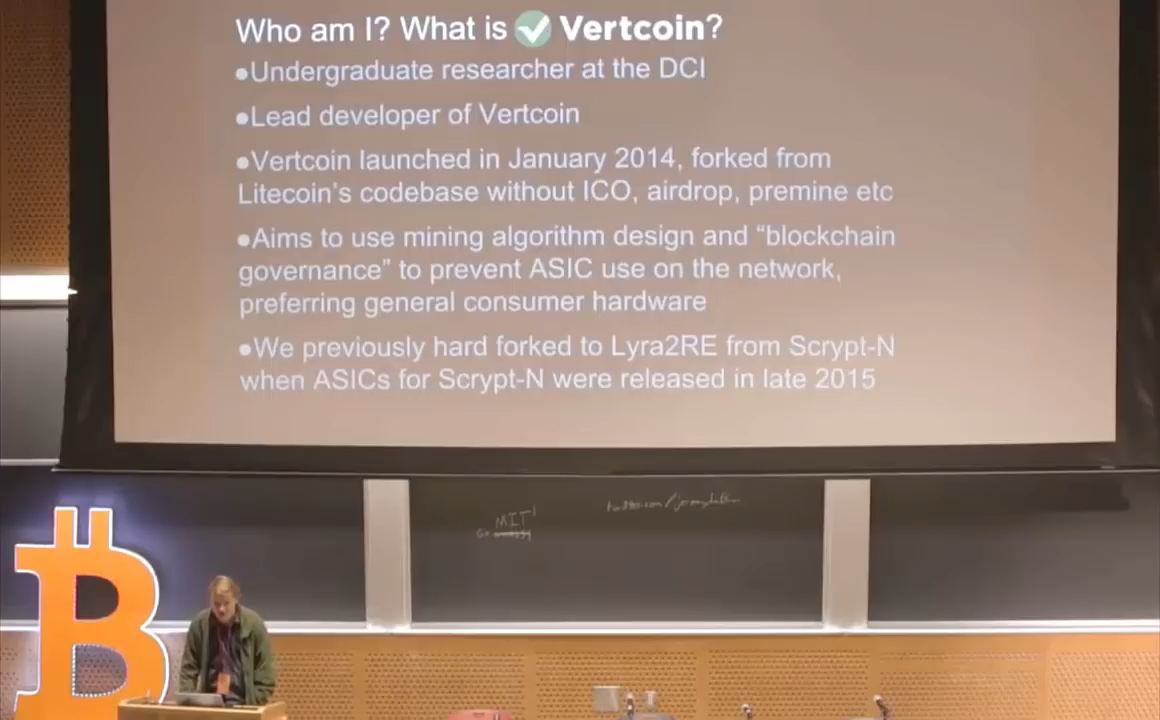 Who am I? What is Vertcoin?
●Undergraduate researcher at the DCI
●Lead developer of Vertcoin
●Vertcoin launched in January 2014, forked from
Litecoin's codebase without ICO, airdrop, premine etc
●Aims to use mining algorithm design and “blockchain
governance” to prevent ASIC use on the network,
preferring general consumer hardware
●We previously hard forked to Lyra2RE from Scrypt-N
when ASICs for Scrypt-N were released in late 2015
MIT